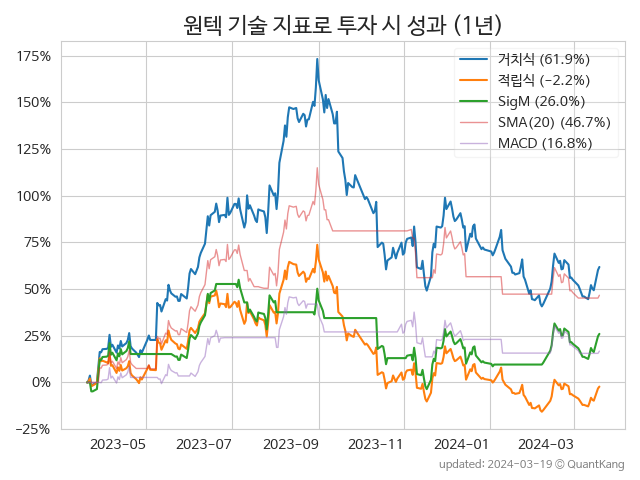 원텍 기술 지표로 투자 시 성과 (1년)
175%
150%
125%
100%
75%
50%
25%
0%
−25%
거치식 (61.9%)
적립식 (−2.2%)
SigM (26.0%)
SMA(20) (46.7%)
MACD (16.8%)
2023-05
2023-07
2023-09
2023-11
2024-01
2024-03
updated: 2024-03-19 © QuantKang